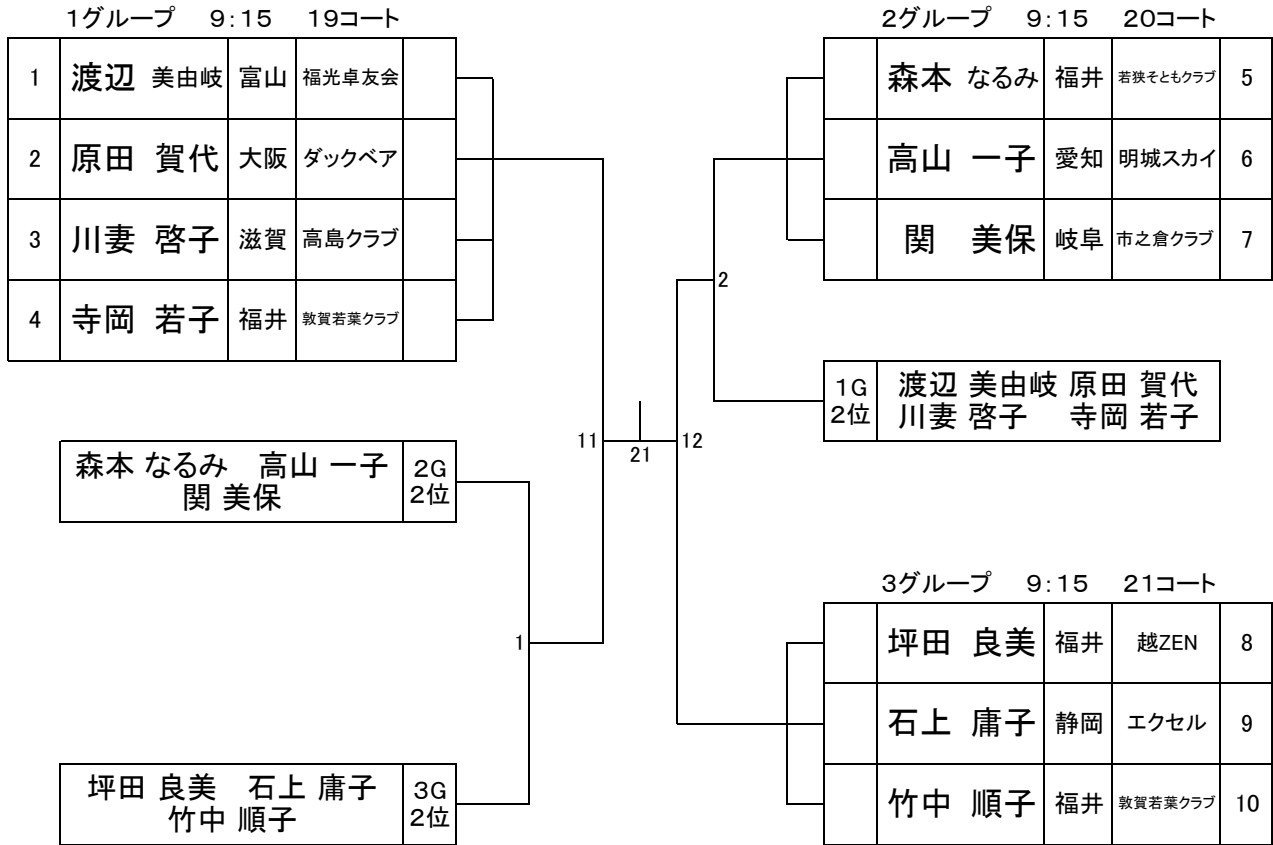 1グループ　9:15　19コート
1 渡辺 美由岐 富山 福光卓友会
2 原田 賀代 大阪 ダックベア
3 川妻 啓子 滋賀 高島クラブ
4 寺岡 若子 福井 敦賀若葉クラブ
森本 なるみ　高山 一子 2G
関 美保 2位
坪田 良美　石上 庸子 3G
竹中 順子 2位
1
11
21
12
2
2グループ　9:15　20コート
森本 なるみ 福井 若狭そともクラブ 5
高山 一子 愛知 明城スカイ 6
関　美保 岐阜 市之倉クラブ 7
1G 渡辺 美由岐 原田 賀代
2位 川妻 啓子　寺岡 若子
3グループ　9:15　21コート
坪田 良美 福井 越ZEN 8
石上 庸子 静岡 エクセル 9
竹中 順子 福井 敦賀若葉クラブ 10